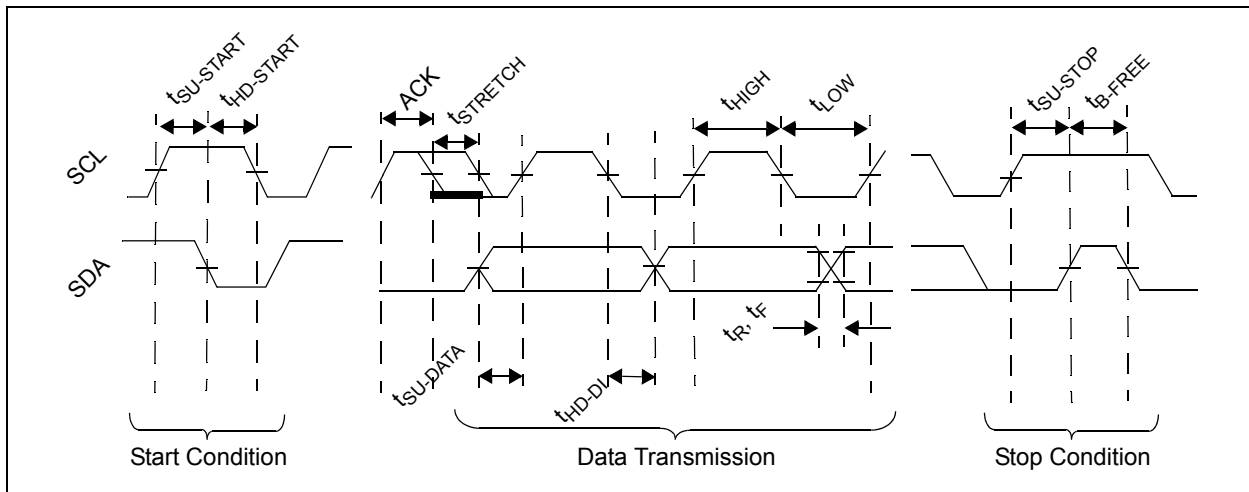 tSU-START
tHD-START
ACK
tSTRETCH
tHIGH
tLOW
tSU-STOP
tB-FREE
SCL
SDA
tR, tF
tSU-DATA
tHD-DI
Start Condition
Data Transmission
Stop Condition